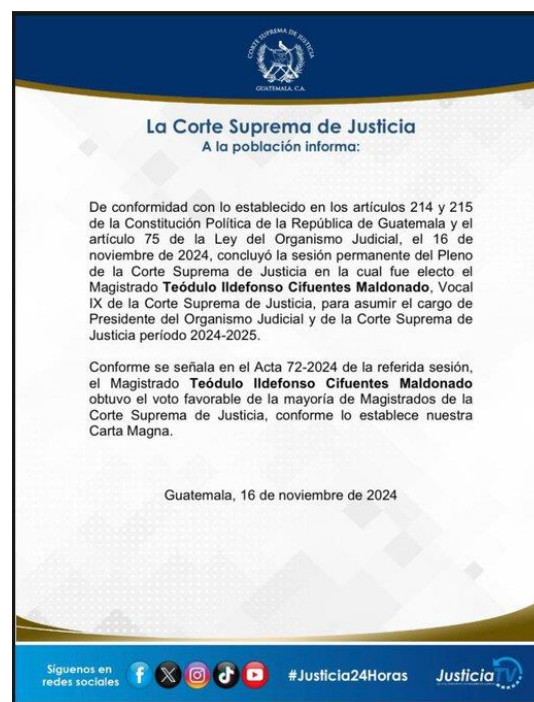 CORTE SUPREMA DE JUSTICIA
GUATEMALA, C.A.
La Corte Suprema de Justicia
A la población informa:
De conformidad con lo establecido en los artículos 214 y 215
de la Constitución Política de la República de Guatemala y el
artículo 75 de la Ley del Organismo Judicial, el 16 de
noviembre de 2024, concluyó la sesión permanente del Pleno
de la Corte Suprema de Justicia en la cual fue electo el
Magistrado Teódulo Ildefonso Cifuentes Maldonado, Vocal
IX de la Corte Suprema de Justicia, para asumir el cargo de
Presidente del Organismo Judicial y de la Corte Suprema de
Justicia período 2024-2025.
Conforme se señala en el Acta 72-2024 de la referida sesión,
el Magistrado Teódulo Ildefonso Cifuentes Maldonado
obtuvo el voto favorable de la mayoría de Magistrados de la
Corte Suprema de Justicia, conforme lo establece nuestra
Carta Magna.
Guatemala, 16 de noviembre de 2024
Síguenos en
redes sociales
#Justicia24Horas
JusticiaTV